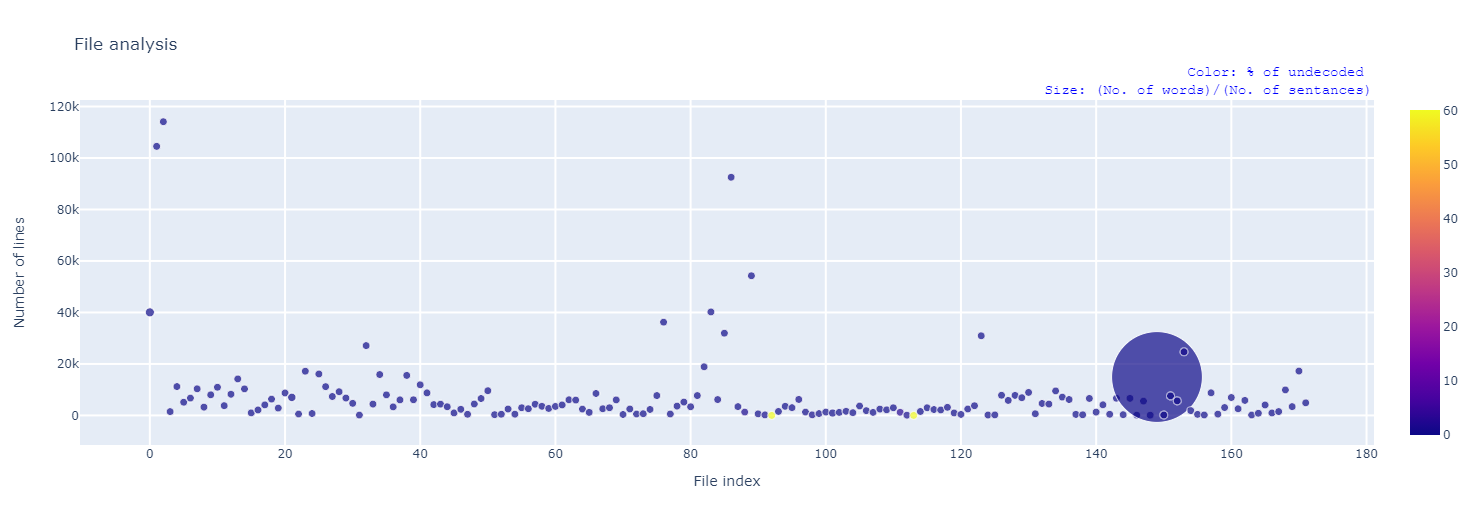 File analysis
Color: % of undecoded
Size: (No. of words)/(No. of sentances)
120k
100k
80k
60k
40k
20k
0
Number of lines
0 20 40 60 80 100 120 140 160 180
File index
60
50
40
30
20
10
0